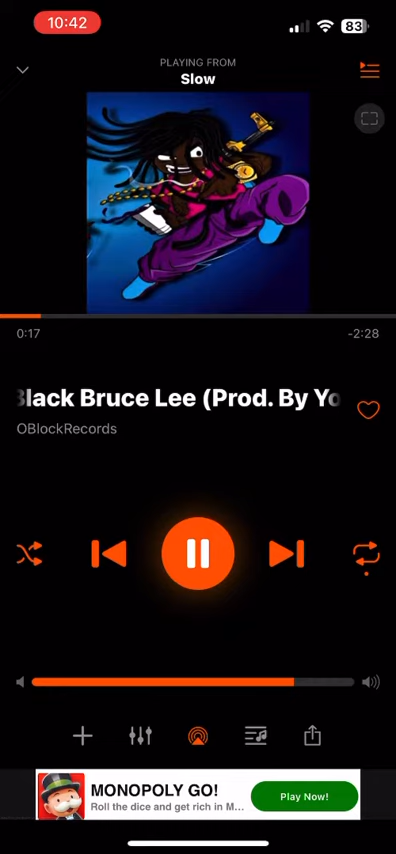 10:42
83
PLAYING FROM
Slow
0:17
-2:28
Black Bruce Lee (Prod. By Yo
OBlockRecords
MONOPOLY GO!
Roll the dice and get rich in M...
Play Now!